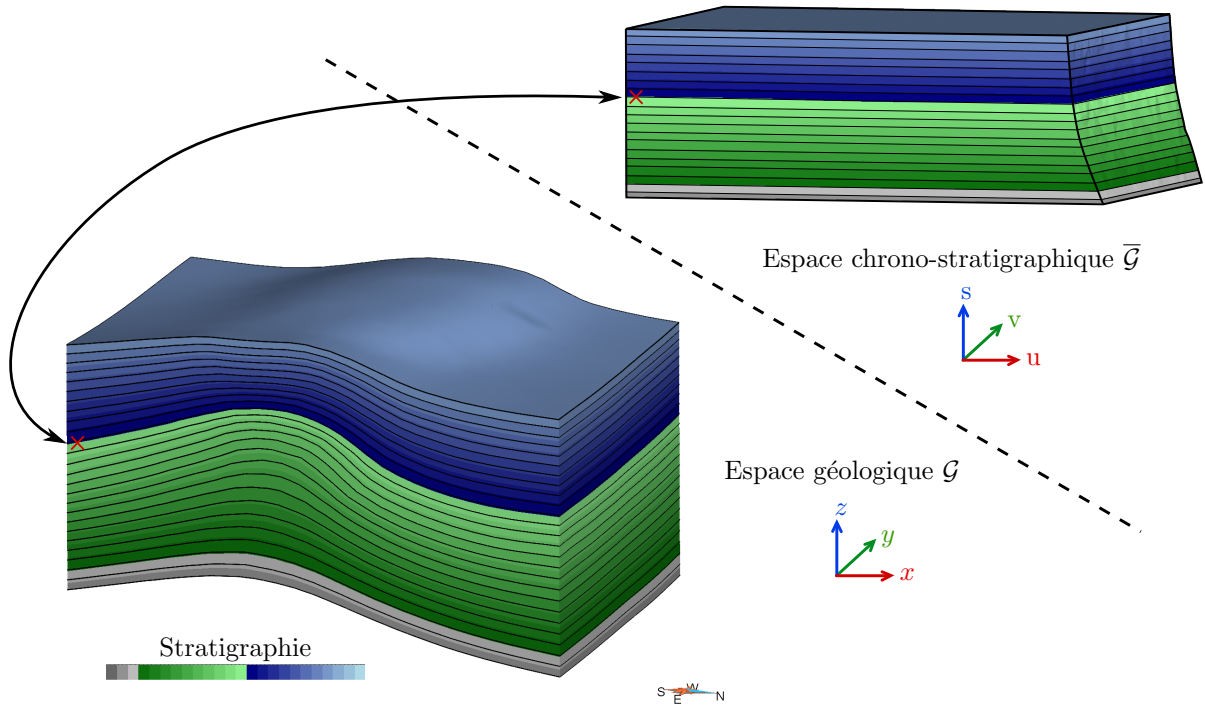 Espace chrono-stratigraphique 𝒢̅
s
v
u
Espace géologique 𝒢
z
y
x
Stratigraphie
S W N
E